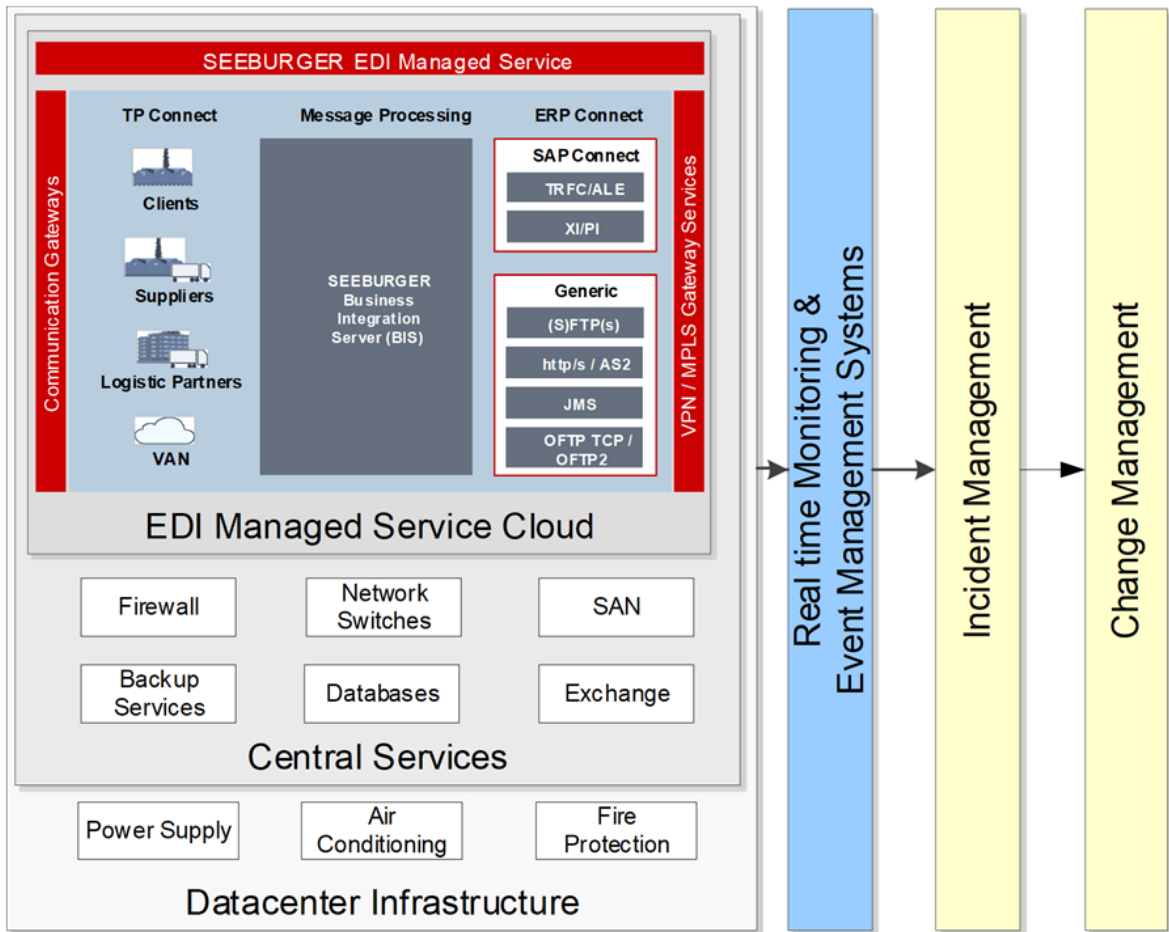 SEEBURGER EDI Managed Service
Communication Gateways
TP Connect
Clients
Suppliers
Logistic Partners
VAN
Message Processing
SEEBURGER
Business
Integration
Server (BIS)
ERP Connect
SAP Connect
TRFC/ALE
XI/PI
Generic
(S)FTP(s)
http/s / AS2
JMS
OFTP TCP /
OFTP2
VPN / MPLS Gateway Services
EDI Managed Service Cloud
Firewall
Network
Switches
SAN
Backup
Services
Databases
Exchange
Central Services
Power Supply
Air
Conditioning
Fire
Protection
Datacenter Infrastructure
Real time Monitoring &
Event Management Systems
Incident Management
Change Management